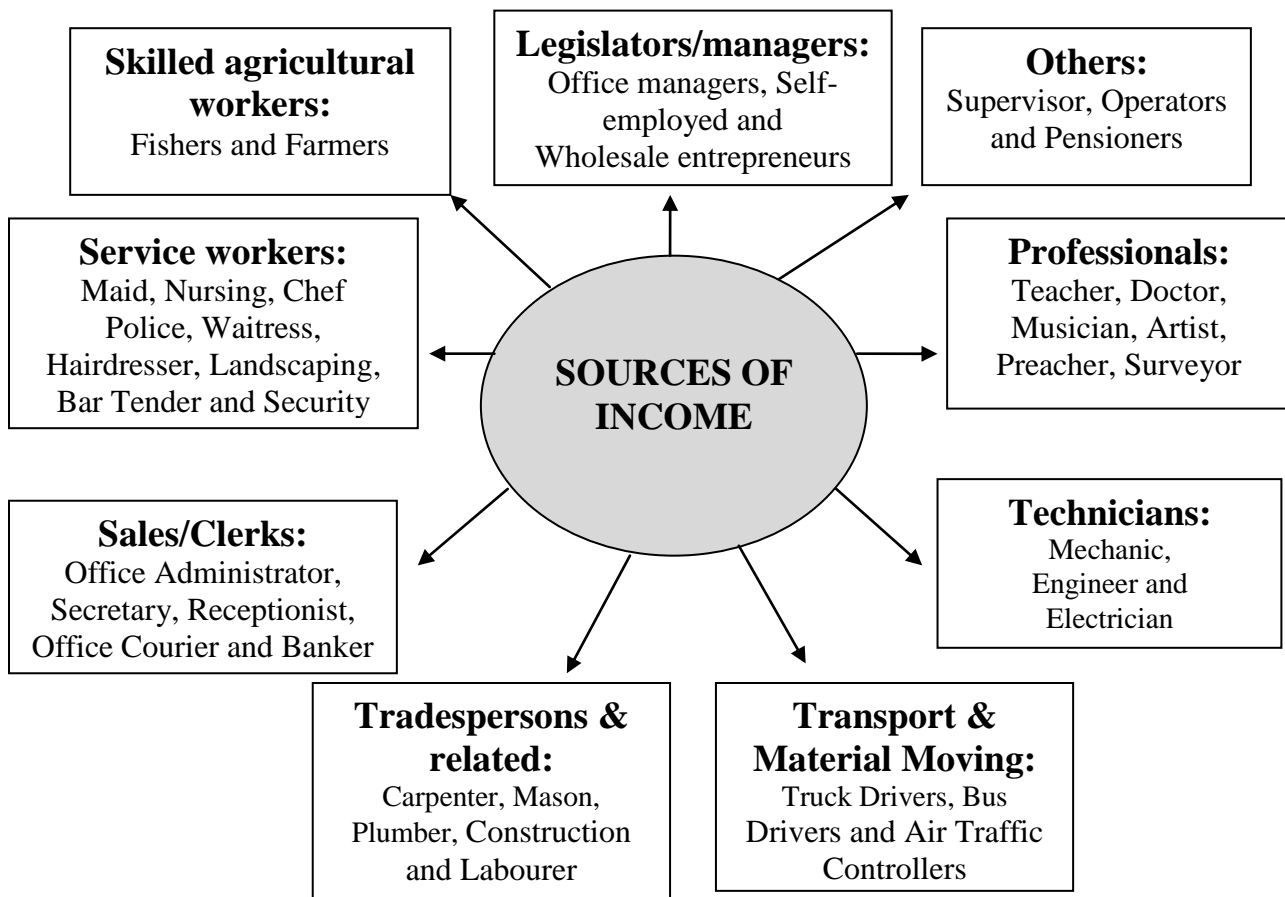 Skilled agricultural
workers:
Fishers and Farmers
Legislators/managers:
Office managers, Self-
employed and
Wholesale entrepreneurs
Others:
Supervisor, Operators
and Pensioners
Service workers:
Maid, Nursing, Chef
Police, Waitress,
Hairdresser, Landscaping,
Bar Tender and Security
SOURCES OF
INCOME
Professionals:
Teacher, Doctor,
Musician, Artist,
Preacher, Surveyor
Sales/Clerks:
Office Administrator,
Secretary, Receptionist,
Office Courier and Banker
Technicians:
Mechanic,
Engineer and
Electrician
Tradespersons &
related:
Carpenter, Mason,
Plumber, Construction
and Labourer
Transport &
Material Moving:
Truck Drivers, Bus
Drivers and Air Traffic
Controllers